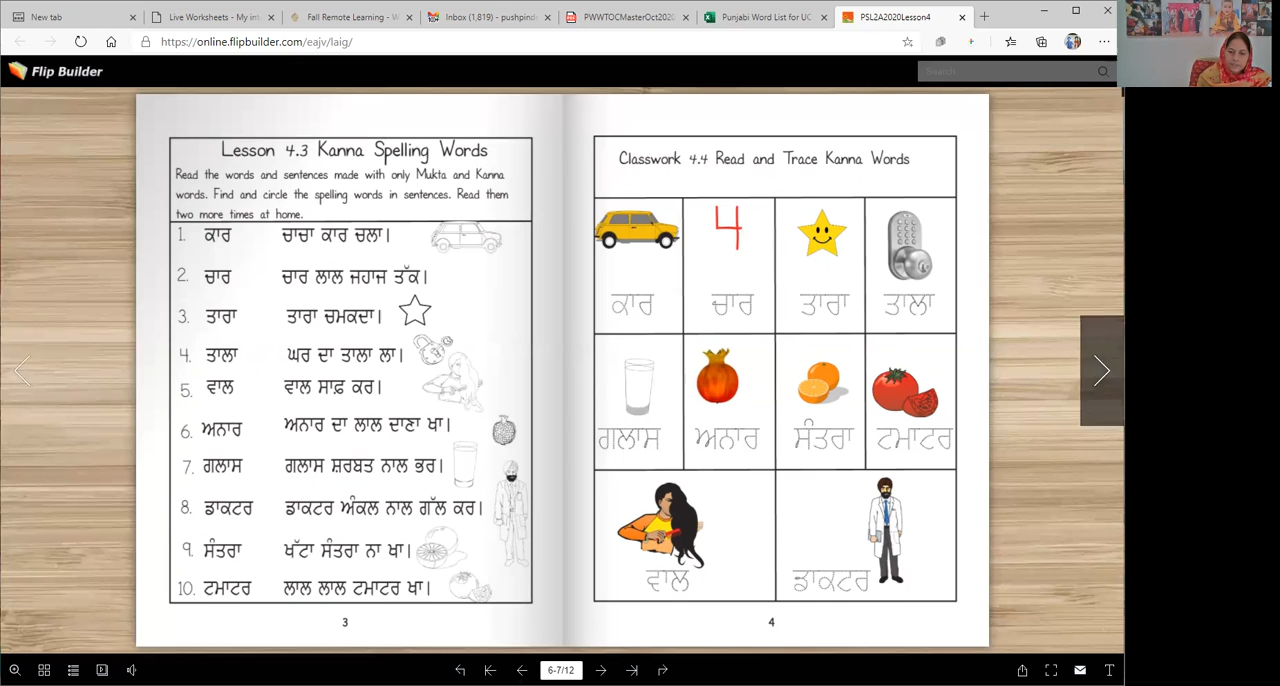 New tab
Live Worksheets - My int
Fall Remote Learning - W
Inbox (1,819) - pushpind
PWWTOCMasterOct2020
Punjabi Word List for UC
PSL2A2020Lesson4
https://online.flipbuilder.com/eajv/laig/
Flip Builder
Search
Lesson 4.3 Kanna Spelling Words
Read the words and sentences made with only Mukta and Kanna
words. Find and circle the spelling words in sentences. Read them
two more times at home.
1. ਕਾਰ ਚਾਚਾ ਕਾਰ ਚਲਾ।
2. ਚਾਰ ਚਾਰ ਲਾਲ ਜਹਾਜ ਤੱਕ।
3. ਤਾਰਾ ਤਾਰਾ ਚਮਕਦਾ।
4. ਤਾਲਾ ਘਰ ਦਾ ਤਾਲਾ ਲਾ।
5. ਵਾਲ ਵਾਲ ਸਾਫ਼ ਕਰ।
6. ਅਨਾਰ ਅਨਾਰ ਦਾ ਲਾਲ ਦਾਣਾ ਖਾ।
7. ਗਲਾਸ ਗਲਾਸ ਸ਼ਰਬਤ ਨਾਲ ਭਰ।
8. ਡਾਕਟਰ ਡਾਕਟਰ ਅੰਕਲ ਨਾਲ ਗੱਲ ਕਰ।
9. ਸੰਤਰਾ ਖੱਟਾ ਸੰਤਰਾ ਨਾ ਖਾ।
10. ਟਮਾਟਰ ਲਾਲ ਲਾਲ ਟਮਾਟਰ ਖਾ।
3
Classwork 4.4 Read and Trace Kanna Words
4
ਕਾਰ ਚਾਰ ਤਾਰਾ ਤਾਲਾ
ਗਲਾਸ ਅਨਾਰ ਸੰਤਰਾ ਟਮਾਟਰ
ਵਾਲ ਡਾਕਟਰ
4
6-7/12